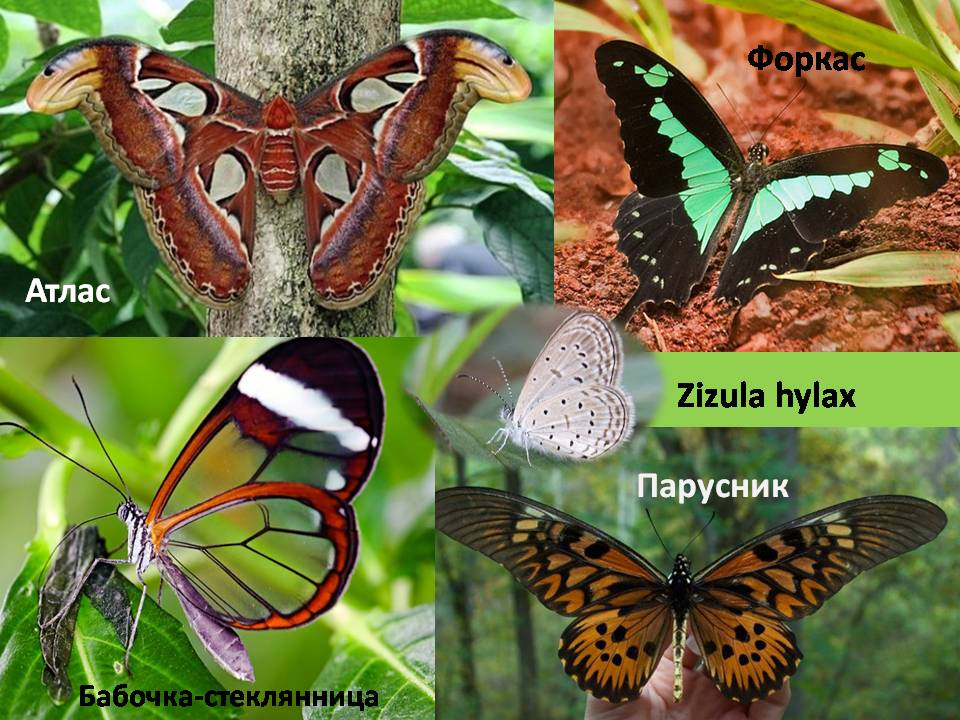 Форкас
Атлас
Zizula hylax
Парусник
Бабочка-стеклянница